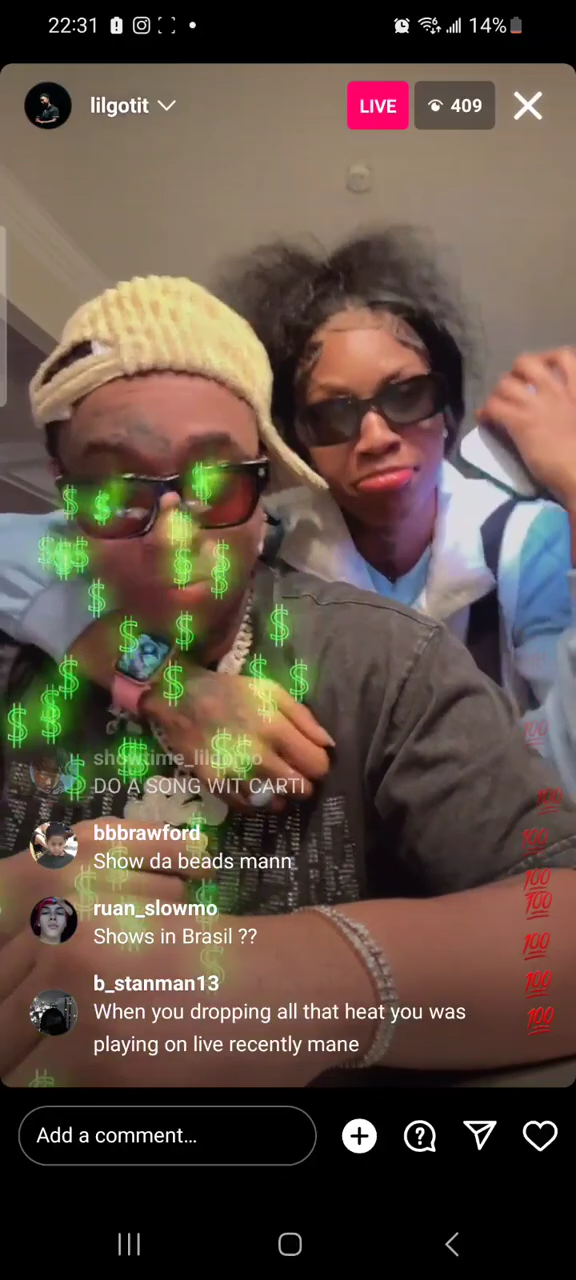 22:31
14%
lilgotit
LIVE
409
showtime_lilgomo
DO A SONG WIT CARTI
bbbrawford
Show da beads mann
ruan_slowmo
Shows in Brasil ??
b_stanman13
When you dropping all that heat you was
playing on live recently mane
Add a comment...